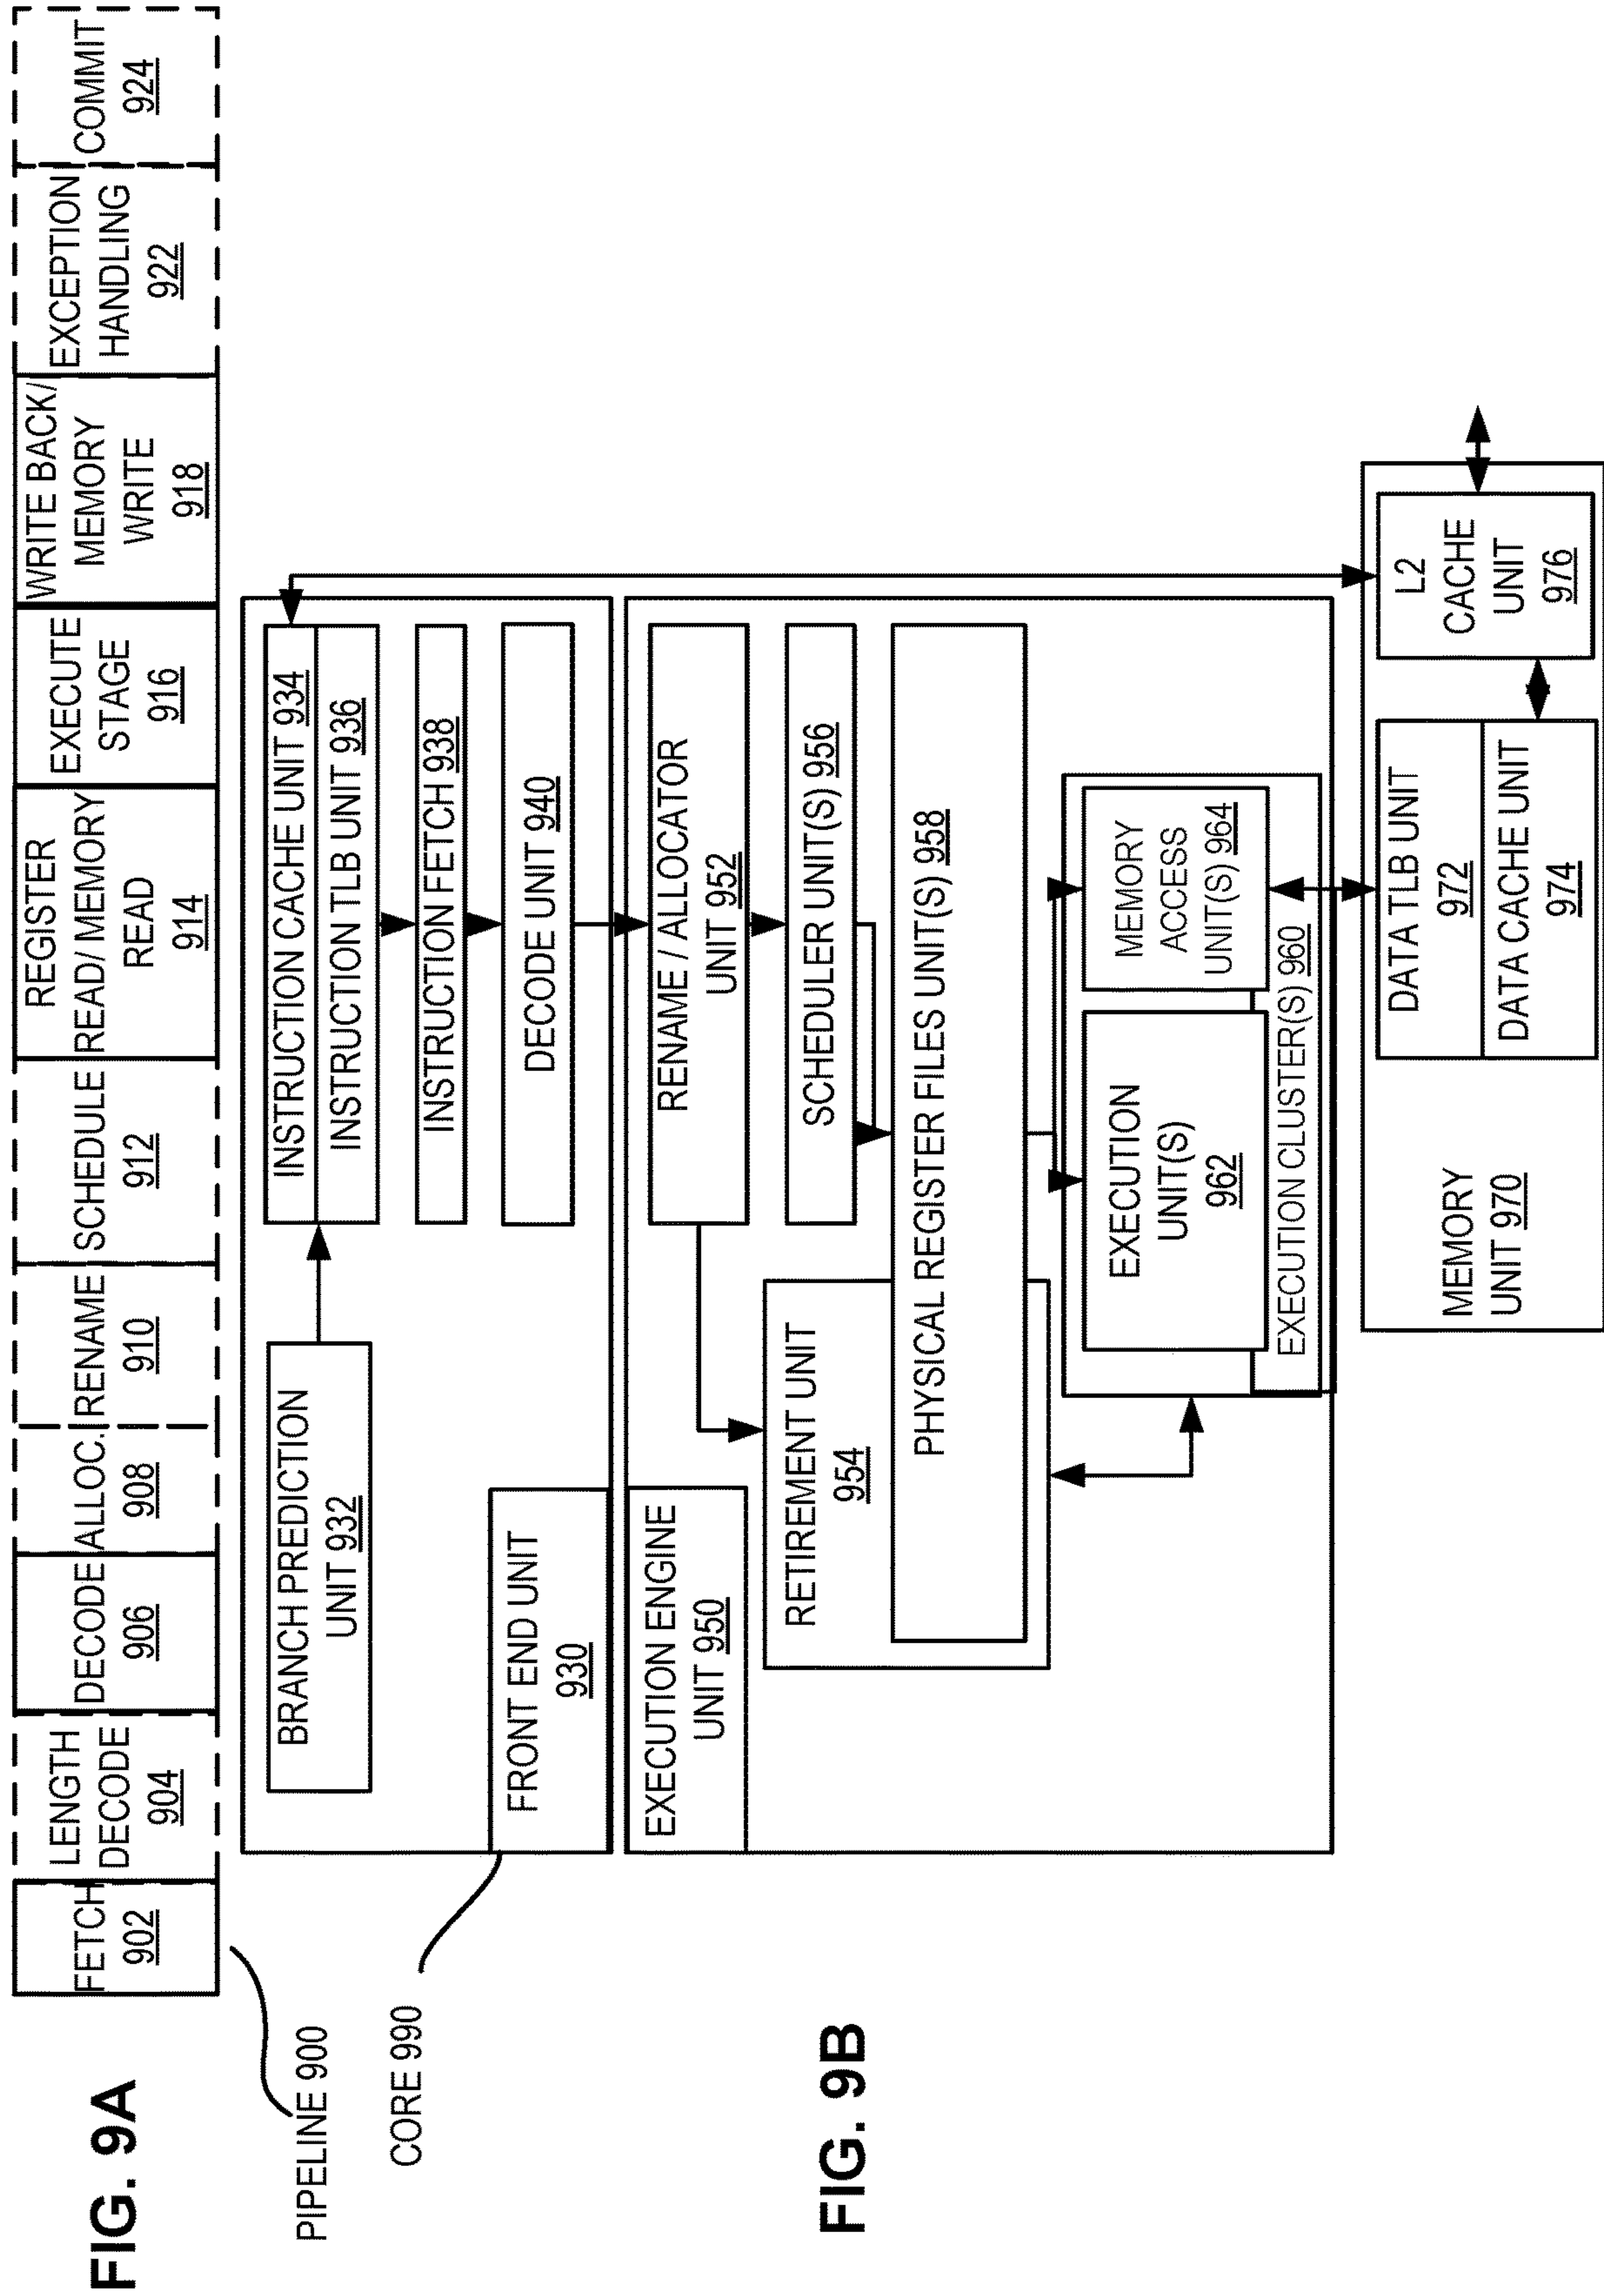 FIG. 9A
PIPELINE 900
FETCH
902
LENGTH
DECODE
904
DECODE
906
ALLOC.
908
RENAME
910
SCHEDULE
912
REGISTER
READ/ MEMORY
READ
914
EXECUTE
STAGE
916
WRITE BACK/
MEMORY
WRITE
918
EXCEPTION
HANDLING
922
COMMIT
924
FIG. 9B
CORE 990
FRONT END UNIT
930
BRANCH PREDICTION
UNIT 932
INSTRUCTION CACHE UNIT 934
INSTRUCTION TLB UNIT 936
INSTRUCTION FETCH 938
DECODE UNIT 940
EXECUTION ENGINE
UNIT 950
RENAME / ALLOCATOR
UNIT 952
RETIREMENT UNIT
954
SCHEDULER UNIT(S) 956
PHYSICAL REGISTER FILES UNIT(S) 958
EXECUTION
UNIT(S)
962
MEMORY
ACCESS
UNIT(S) 964
EXECUTION CLUSTER(S) 960
MEMORY
UNIT 970
DATA TLB UNIT
972
DATA CACHE UNIT
974
L2
CACHE
UNIT
976